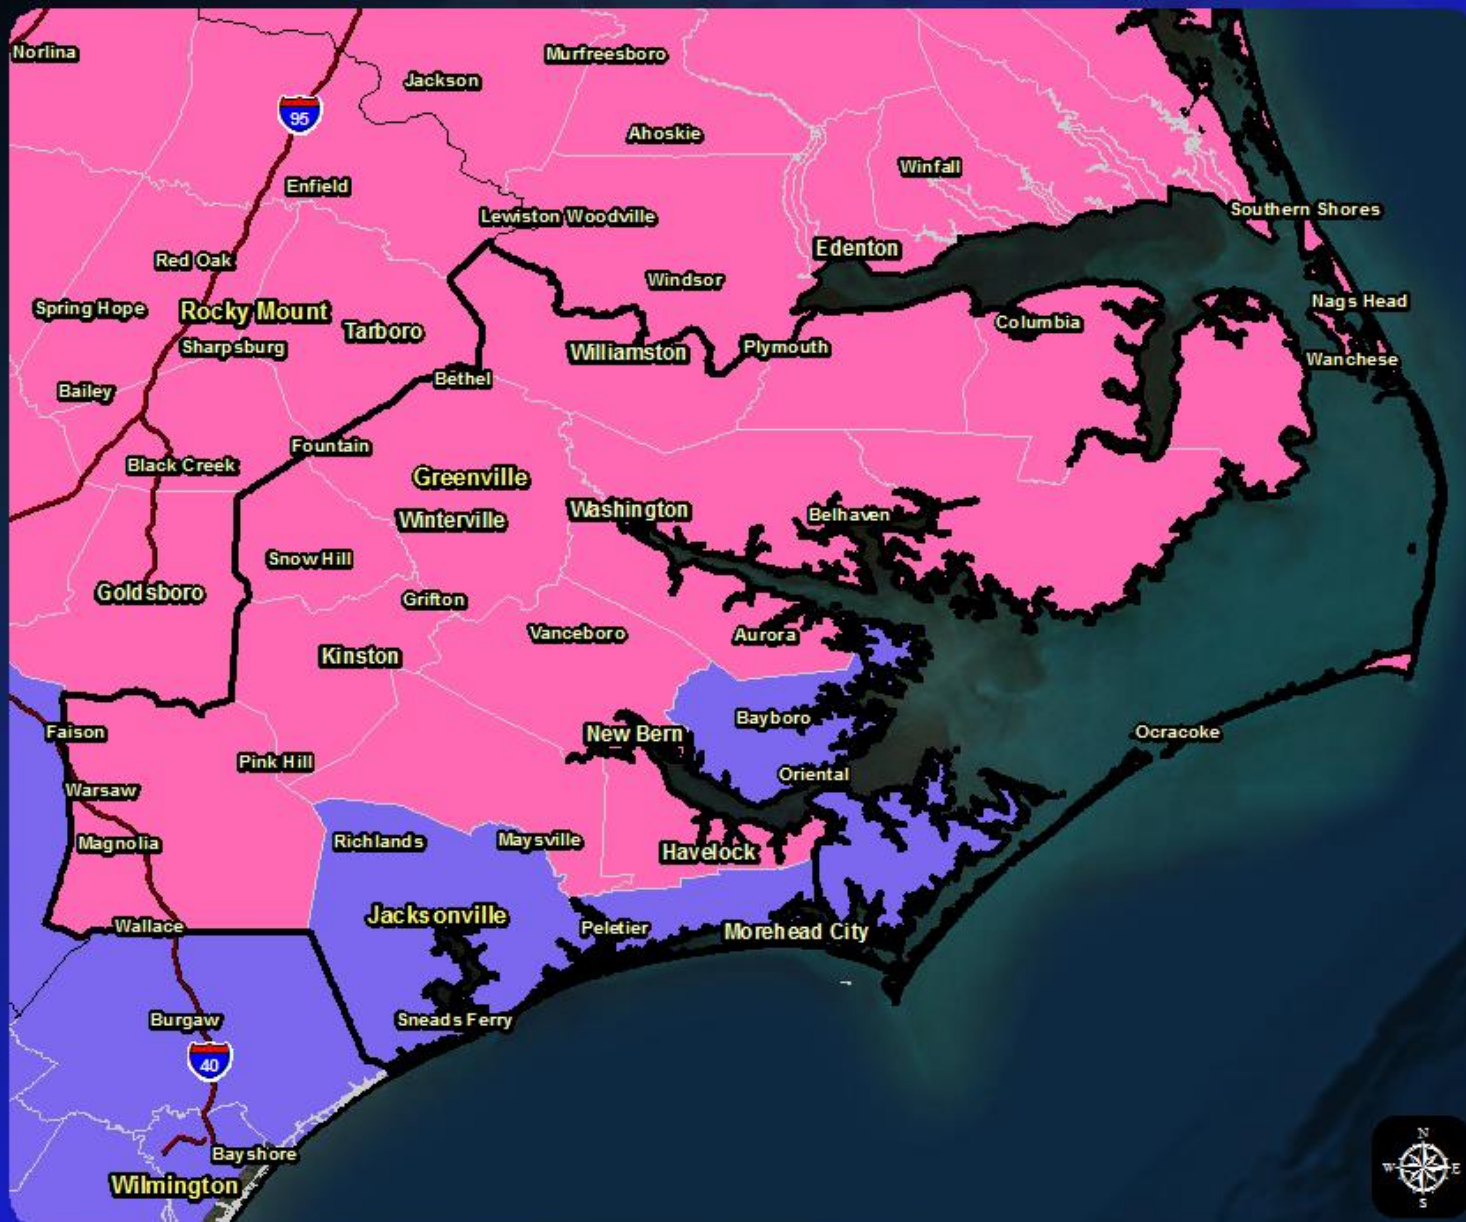 Norlina
Murfreesboro
Jackson
95
Ahoskie
Winfall
Enfield
Southern Shores
Lewiston Woodville
Edenton
Red Oak
Windsor
Nags Head
Spring Hope
Rocky Mount
Columbia
Tarboro
Sharpsburg
Plymouth
Williamston
Wanchese
Bethel
Bailey
Fountain
Black Creek
Greenville
Washington
Belhaven
Winterville
Snow Hill
Goldsboro
Grifton
Vanceboro
Aurora
Kinston
Bayboro
Faison
New Bern
Ocracoke
Pink Hill
Oriental
Warsaw
Magnolia
Richlands
Maysville
Havelock
Jacksonville
Wallace
Peletier
Morehead City
Burgaw
Sneads Ferry
40
N
Bayshore
W E
Wilmington
S